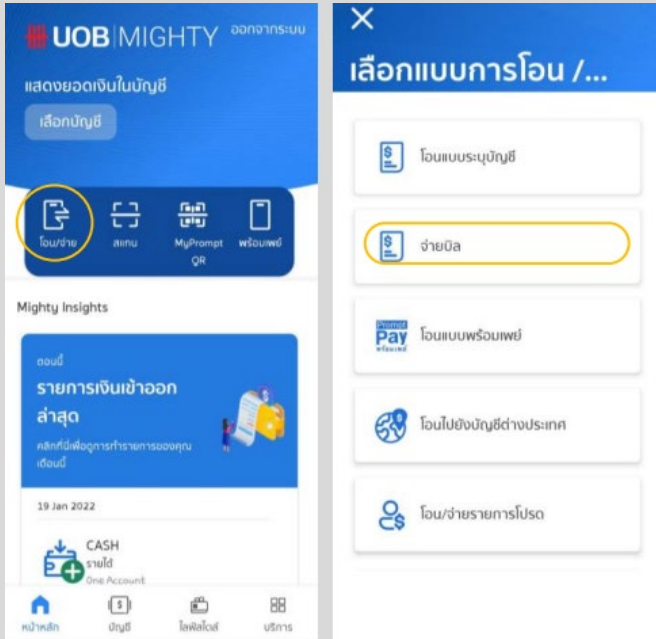 UOB MIGHTY
ออกจากระบบ
แสดงยอดเงินในบัญชี
เลือกบัญชี
โอน/จ่าย
สแกน
MyPrompt
QR
พร้อมเพย์
Mighty Insights
ตอนนี้
รายการเงินเข้าออก
ล่าสุด
คลิกที่นี่เพื่อดูการทำรายการของคุณ
เดือนนี้
19 Jan 2022
CASH
รายได้
One Account
หน้าหลัก
บัญชี
ไลฟ์สไตล์
บริการ
เลือกแบบการโอน /...
โอนแบบระบุบัญชี
จ่ายบิล
Prompt
Pay
พร้อมเพย์
โอนแบบพร้อมเพย์
โอนไปยังบัญชีต่างประเทศ
โอน/จ่ายรายการโปรด